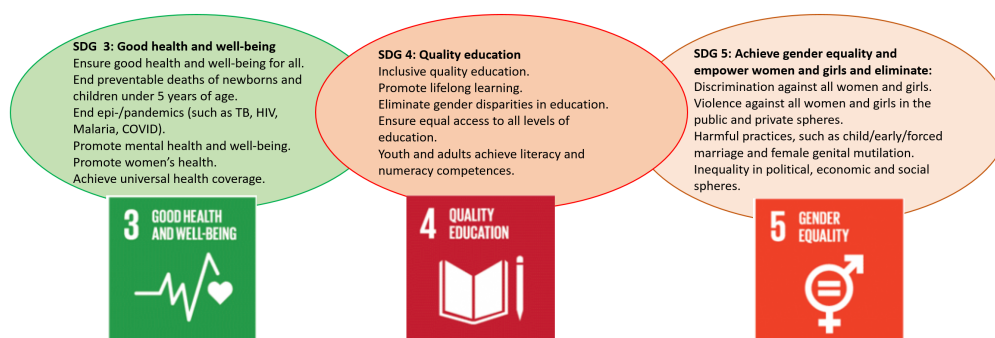 SDG 3: Good health and well-being
Ensure good health and well-being for all.
End preventable deaths of newborns and
children under 5 years of age.
End epi-/pandemics (such as TB, HIV,
Malaria, COVID).
Promote mental health and well-being.
Promote women's health.
Achieve universal health coverage.
SDG 4: Quality education
Inclusive quality education.
Promote lifelong learning.
Eliminate gender disparities in education.
Ensure equal access to all levels of
education.
Youth and adults achieve literacy and
numeracy competences.
SDG 5: Achieve gender equality and
empower women and girls and eliminate:
Discrimination against all women and girls.
Violence against all women and girls in the
public and private spheres.
Harmful practices, such as child/early/forced
marriage and female genital mutilation.
Inequality in political, economic and social
spheres.
3 GOOD HEALTH
AND WELL-BEING
4 QUALITY
EDUCATION
5 GENDER
EQUALITY